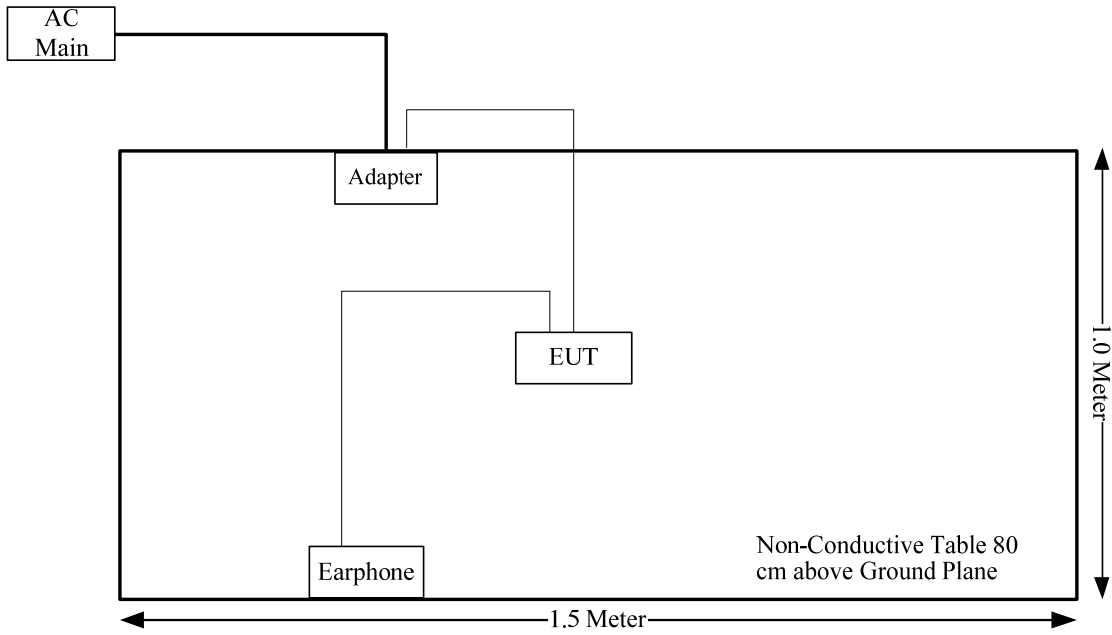 AC
Main
Adapter
EUT
1.0 Meter
Earphone
Non-Conductive Table 80
cm above Ground Plane
1.5 Meter